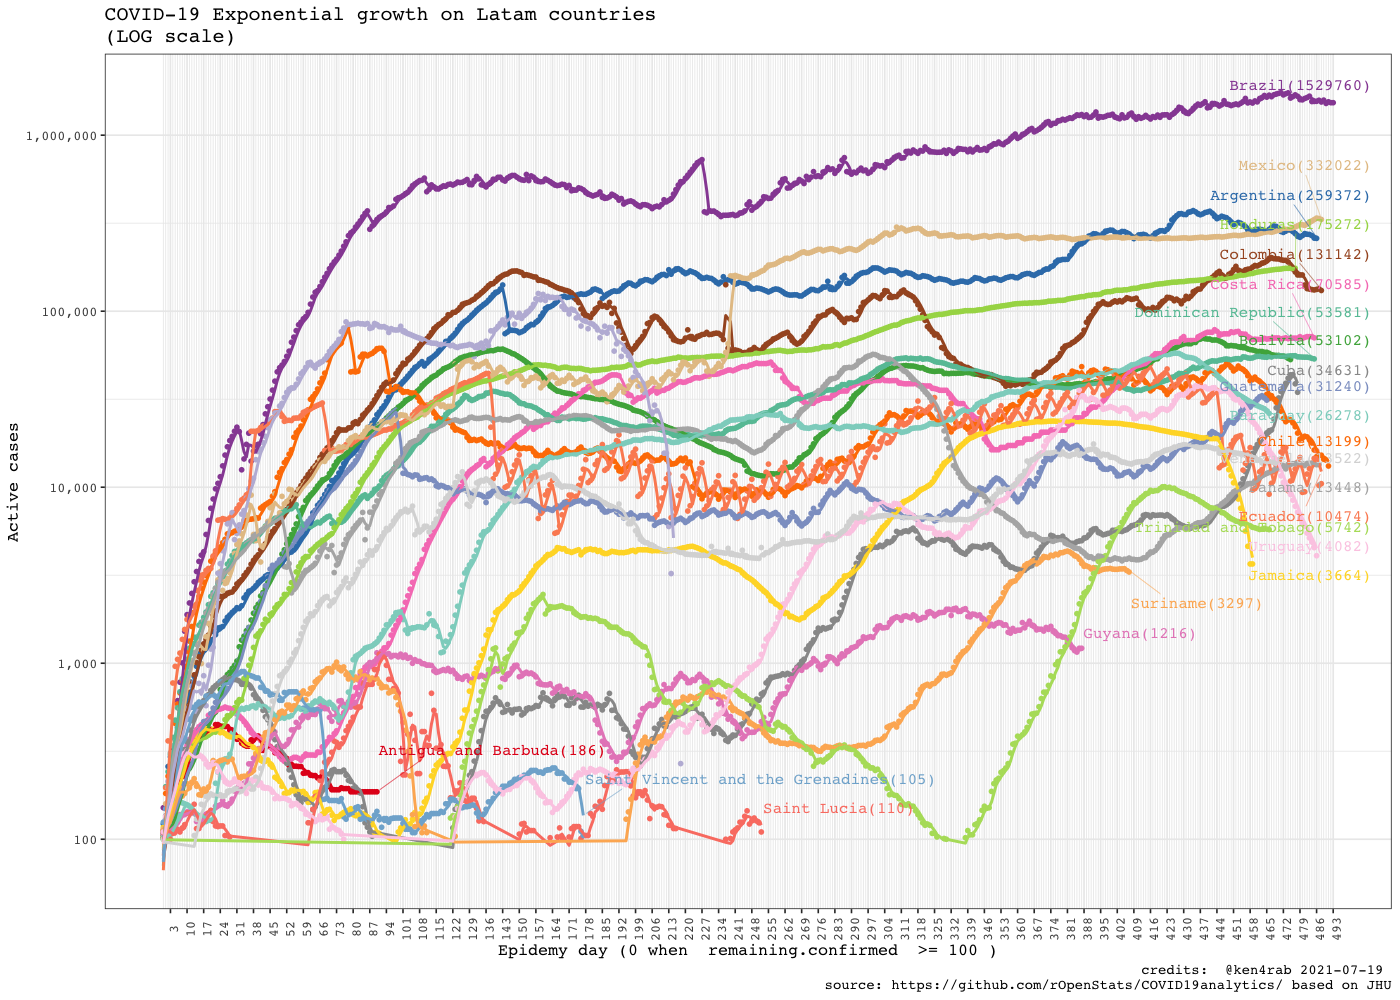 COVID-19 Exponential growth on Latam countries
(LOG scale)
Active cases
1,000,000
100,000
10,000
1,000
100
Brazil(1529760)
Mexico(332022)
Argentina(259372)
Honduras(175272)
Colombia(131142)
Costa Rica(70585)
Dominican Republic(53581)
Bolivia(53102)
Cuba(34631)
Guatemala(31240)
Paraguay(26278)
Chile(13199)
Panama(13448)
Ecuador(10474)
Trinidad and Tobago(5742)
Uruguay(4082)
Jamaica(3664)
Suriname(3297)
Guyana(1216)
Antigua and Barbuda(186)
Saint Vincent and the Grenadines(105)
Saint Lucia(110)
3 10 17 24 31 38 45 52 59 66 73 80 87 94 101 108 115 122 129 136 143 150 157 164 171 178 185 192 199 206 213 220 227 234 241 248 255 262 269 276 283 290 297 304 311 318 325 332 339 346 353 360 367 374 381 388 395 402 409 416 423 430 437 444 451 458 465 472 479 486 493
Epidemy day (0 when remaining.confirmed >= 100 )
credits: @ken4rab 2021-07-19
source: https://github.com/rOpenStats/COVID19analytics/ based on JHU